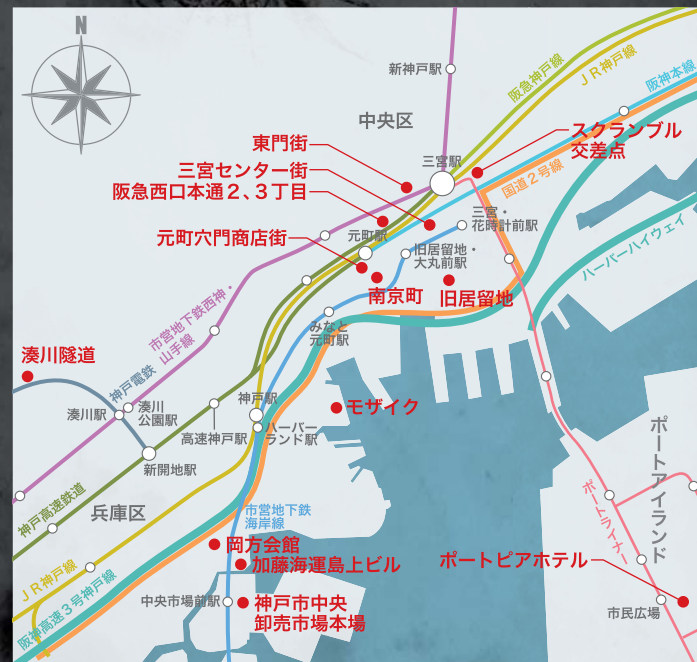 N
新神戸駅
阪急神戸線
ＪＲ神戸線
阪神本線
中央区
スクランブル
交差点
東門街
三宮駅
三宮センター街
国道２号線
阪急西口本通２、３丁目
三宮・
花時計前駅
元町駅
元町穴門商店街
旧居留地・
大丸前駅
ハーバーハイウェイ
南京町
旧居留地
市営地下鉄西神・
山手線
みなと
元町駅
湊川隧道
神戸電鉄
湊川駅
湊川
公園駅
神戸駅
モザイク
高速神戸駅
ハーバー
ランド駅
新開地駅
ポートアイランド
神戸高速鉄道
兵庫区
市営地下鉄
海岸線
ポートライナー
岡方会館
加藤海運島上ビル
ポートピアホテル
ＪＲ神戸線
阪神高速３号神戸線
中央市場前駅
神戸市中央
卸売市場本場
市民広場